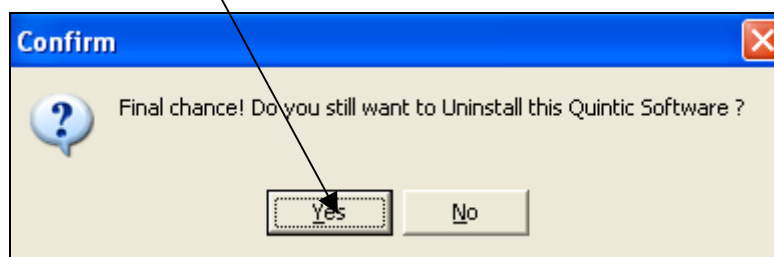 Confirm
Final chance! Do you still want to Uninstall this Quintic Software ?
Yes No